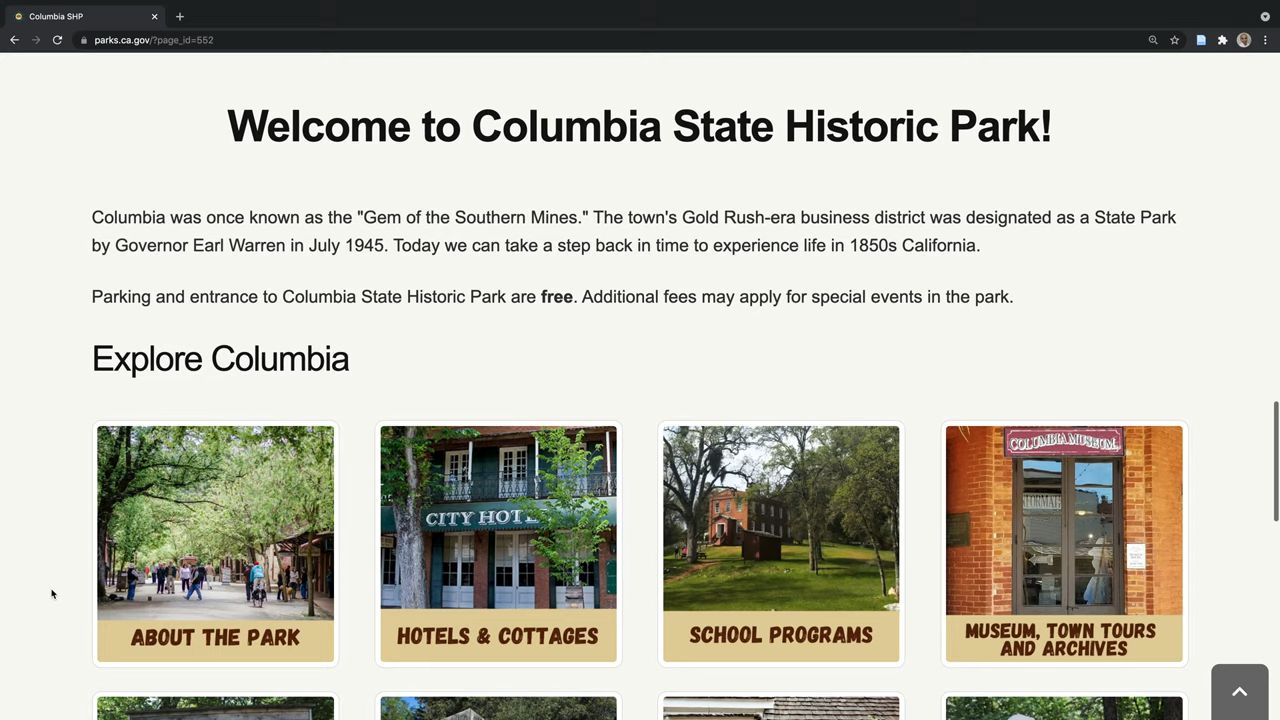 Columbia SHP
parks.ca.gov/?page_id=552
Welcome to Columbia State Historic Park!
Columbia was once known as the "Gem of the Southern Mines." The town's Gold Rush-era business district was designated as a State Park
by Governor Earl Warren in July 1945. Today we can take a step back in time to experience life in 1850s California.
Parking and entrance to Columbia State Historic Park are free. Additional fees may apply for special events in the park.
Explore Columbia
COLUMBIA MUSEUM
CITY HOTE
ABOUT THE PARK
HOTELS & COTTAGES
SCHOOL PROGRAMS
MUSEUM, TOWN TOURS
AND ARCHIVES